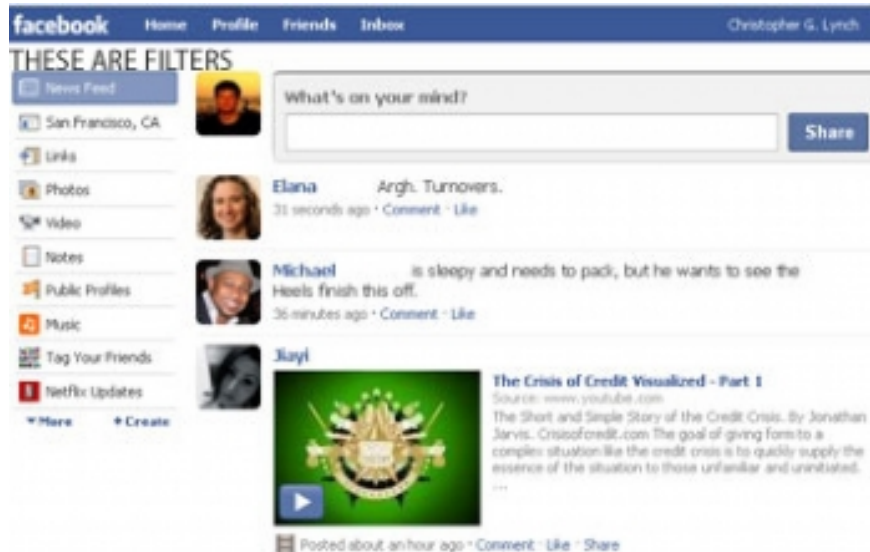 facebook Home Profile Friends Inbox Christopher G. Lynch
THESE ARE FILTERS
News Feed
San Francisco, CA
Links
Photos
Video
Notes
Public Profiles
Music
Tag Your Friends
Netflix Updates
More + Create
What's on your mind?
Share
Elana Argh. Turnovers.
31 seconds ago · Comment · Like
Michael is sleepy and needs to pack, but he wants to see the
Heels finish this off.
36 minutes ago · Comment · Like
Jiayi
The Crisis of Credit Visualized - Part 1
Source: www.youtube.com
The Short and Simple Story of the Credit Crisis. By Jonathan
Jarvis. Crisisofcredit.com The goal of giving form to a
complex situation like the credit crisis is to quickly supply the
essence of the situation to those unfamiliar and uninitiated.
...
Posted about an hour ago · Comment · Like · Share